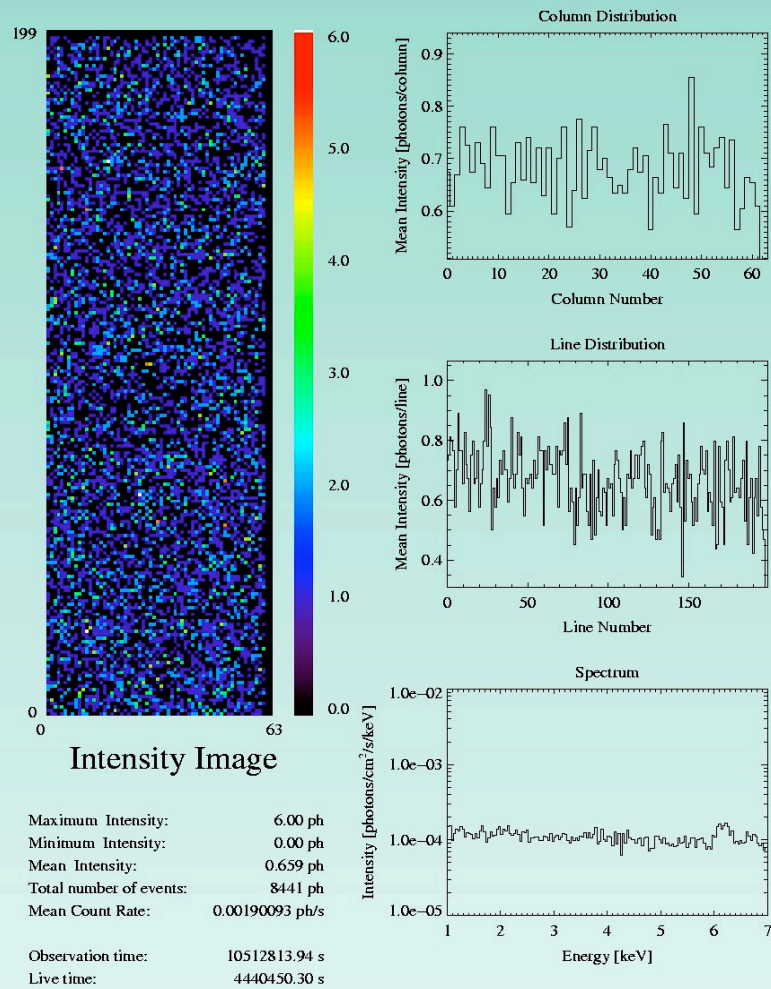 199
6.0
5.0
4.0
3.0
2.0
1.0
0.0
0
0
63
Intensity Image
Maximum Intensity: 6.00 ph
Minimum Intensity: 0.00 ph
Mean Intensity: 0.659 ph
Total number of events: 8441 ph
Mean Count Rate: 0.00190093 ph/s
Observation time: 10512813.94 s
Live time: 4440450.30 s
Column Distribution
Mean Intensity [photons/column]
0.9
0.8
0.7
0.6
0 10 20 30 40 50 60
Column Number
Line Distribution
Mean Intensity [photons/line]
1.0
0.8
0.6
0.4
0 50 100 150
Line Number
Spectrum
Intensity [photons/cm²/s/keV]
1.0e−02
1.0e−03
1.0e−04
1.0e−05
1 2 3 4 5 6 7
Energy [keV]